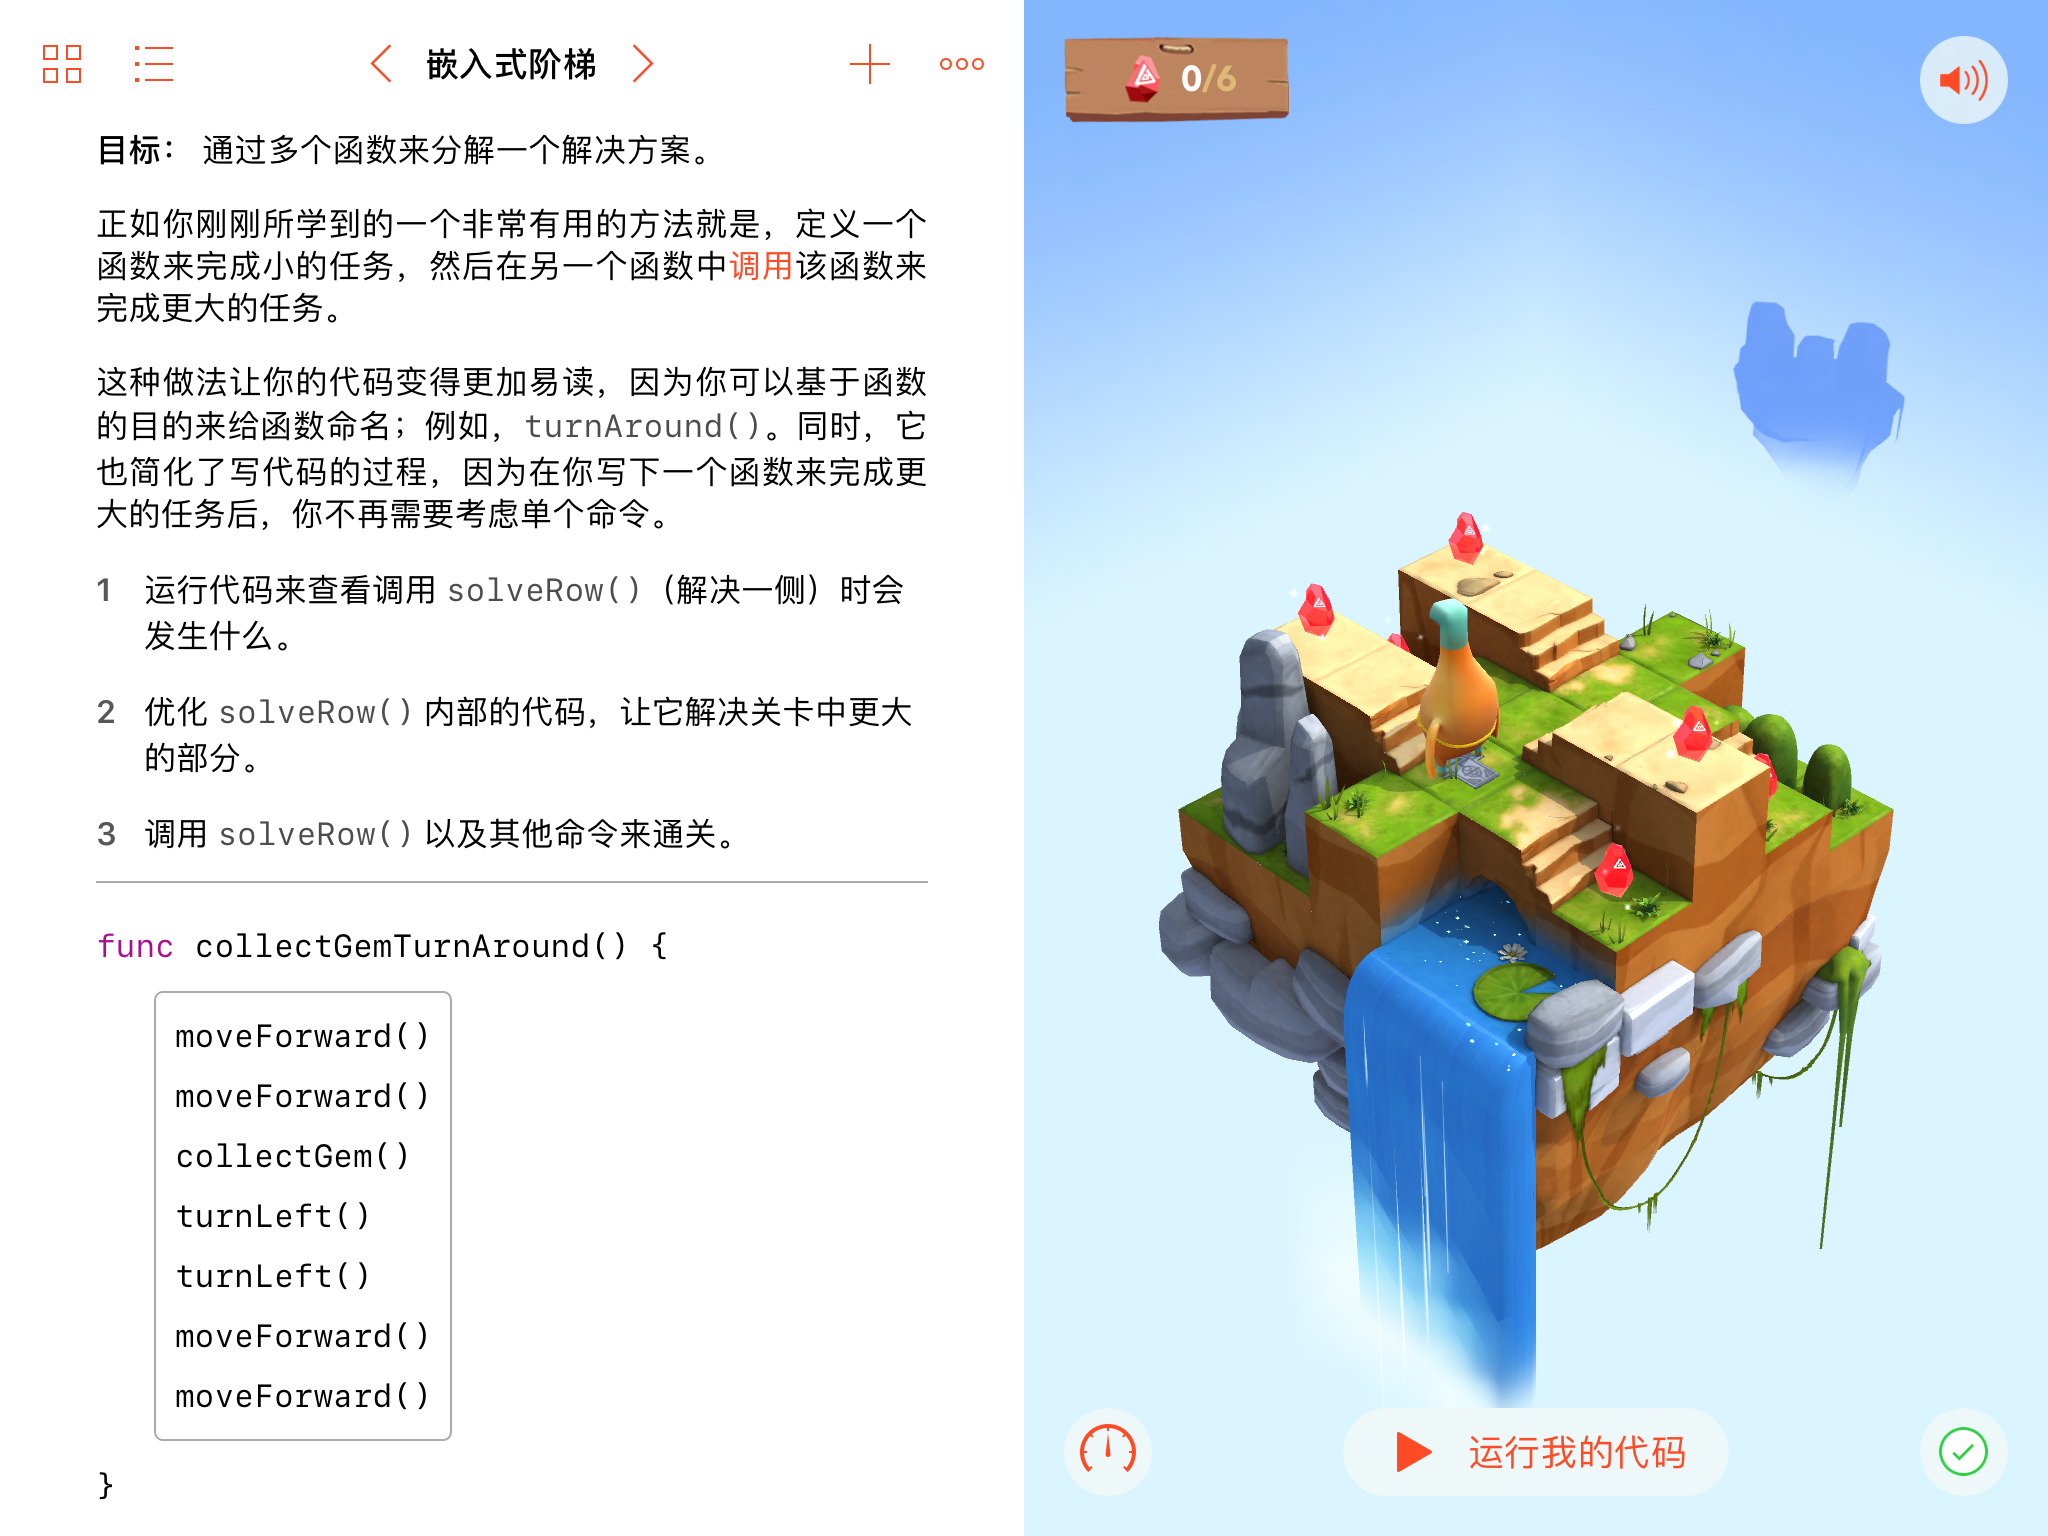 嵌入式阶梯
目标： 通过多个函数来分解一个解决方案。
正如你刚刚所学到的一个非常有用的方法就是，定义一个
函数来完成小的任务，然后在另一个函数中调用该函数来
完成更大的任务。
这种做法让你的代码变得更加易读，因为你可以基于函数
的目的来给函数命名；例如，turnAround()。同时，它
也简化了写代码的过程，因为在你写下一个函数来完成更
大的任务后，你不再需要考虑单个命令。
1 运行代码来查看调用 solveRow()（解决一侧）时会
发生什么。
2 优化 solveRow() 内部的代码，让它解决关卡中更大
的部分。
3 调用 solveRow() 以及其他命令来通关。
func collectGemTurnAround() {
moveForward()
moveForward()
collectGem()
turnLeft()
turnLeft()
moveForward()
moveForward()
}
0/6
运行我的代码